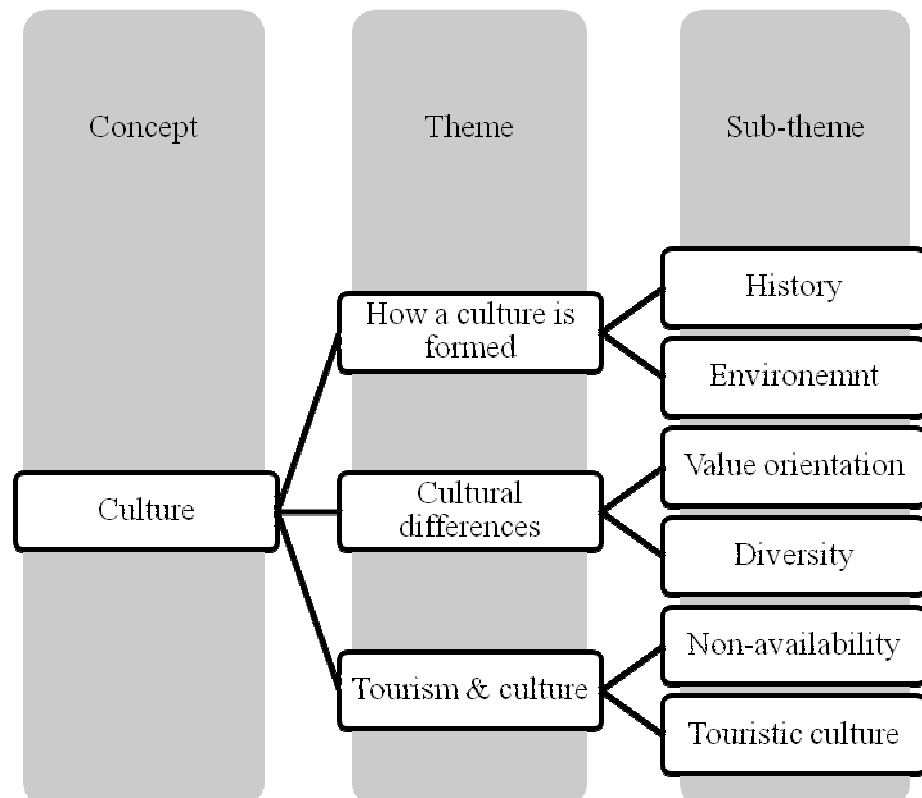 Concept
Theme
Sub-theme
How a culture is
formed
History
Environemnt
Culture
Cultural
differences
Value orientation
Diversity
Tourism & culture
Non-availability
Touristic culture